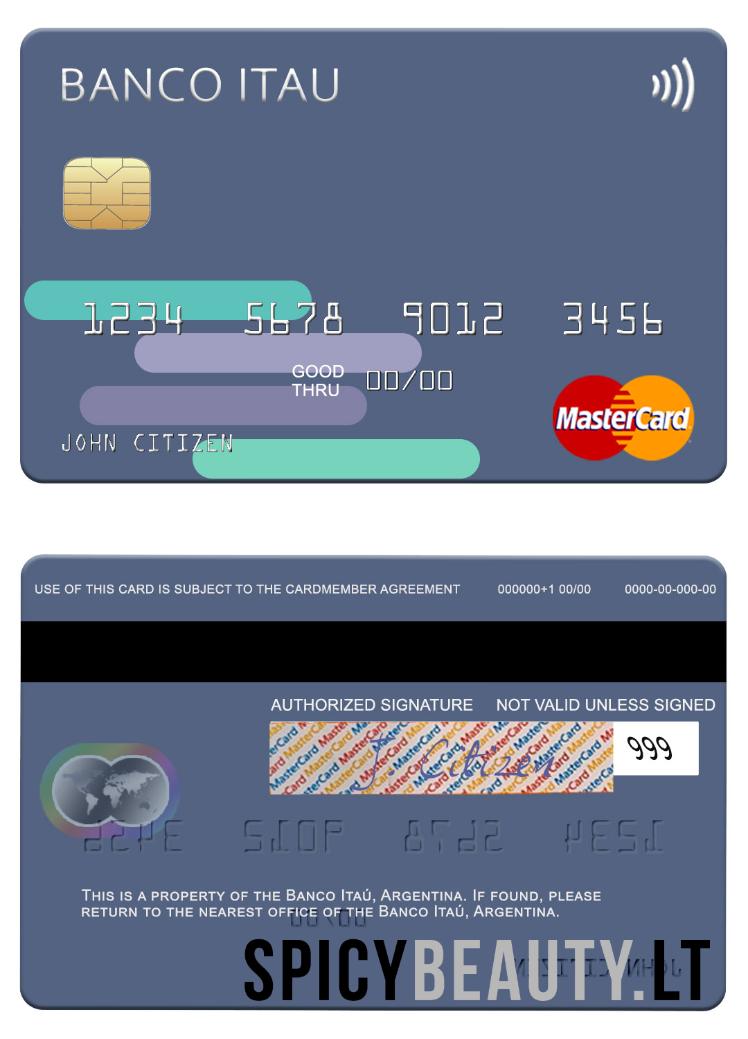 BANCO ITAU
1234 5678 9012 3456
GOOD THRU 00/00
MasterCard
JOHN CITIZEN
USE OF THIS CARD IS SUBJECT TO THE CARDMEMBER AGREEMENT 000000+1 00/00 0000-00-000-00
AUTHORIZED SIGNATURE NOT VALID UNLESS SIGNED
J Citizen 999
THIS IS A PROPERTY OF THE BANCO ITAÚ, ARGENTINA. IF FOUND, PLEASE
RETURN TO THE NEAREST OFFICE OF THE BANCO ITAÚ, ARGENTINA.
SPICYBEAUTY.LT